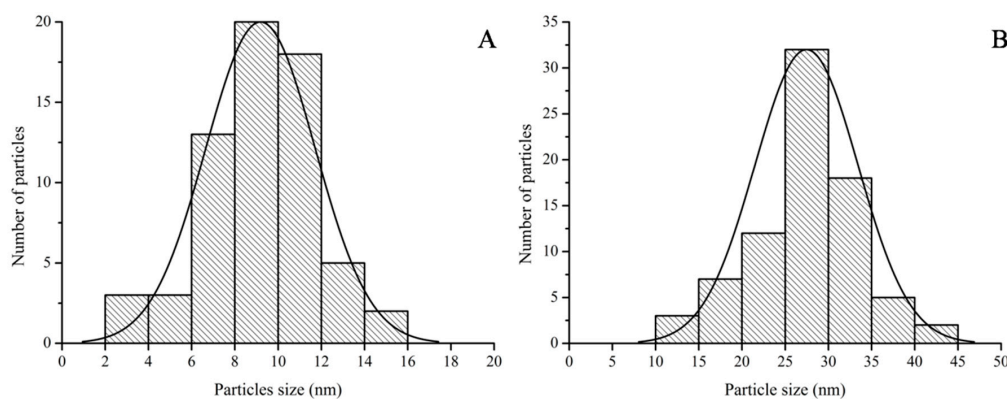 A
20
15
10
5
0
Number of particles
0 2 4 6 8 10 12 14 16 18 20
Particles size (nm)
B
35
30
25
20
15
10
5
0
Number of particles
0 5 10 15 20 25 30 35 40 45 50
Particle size (nm)